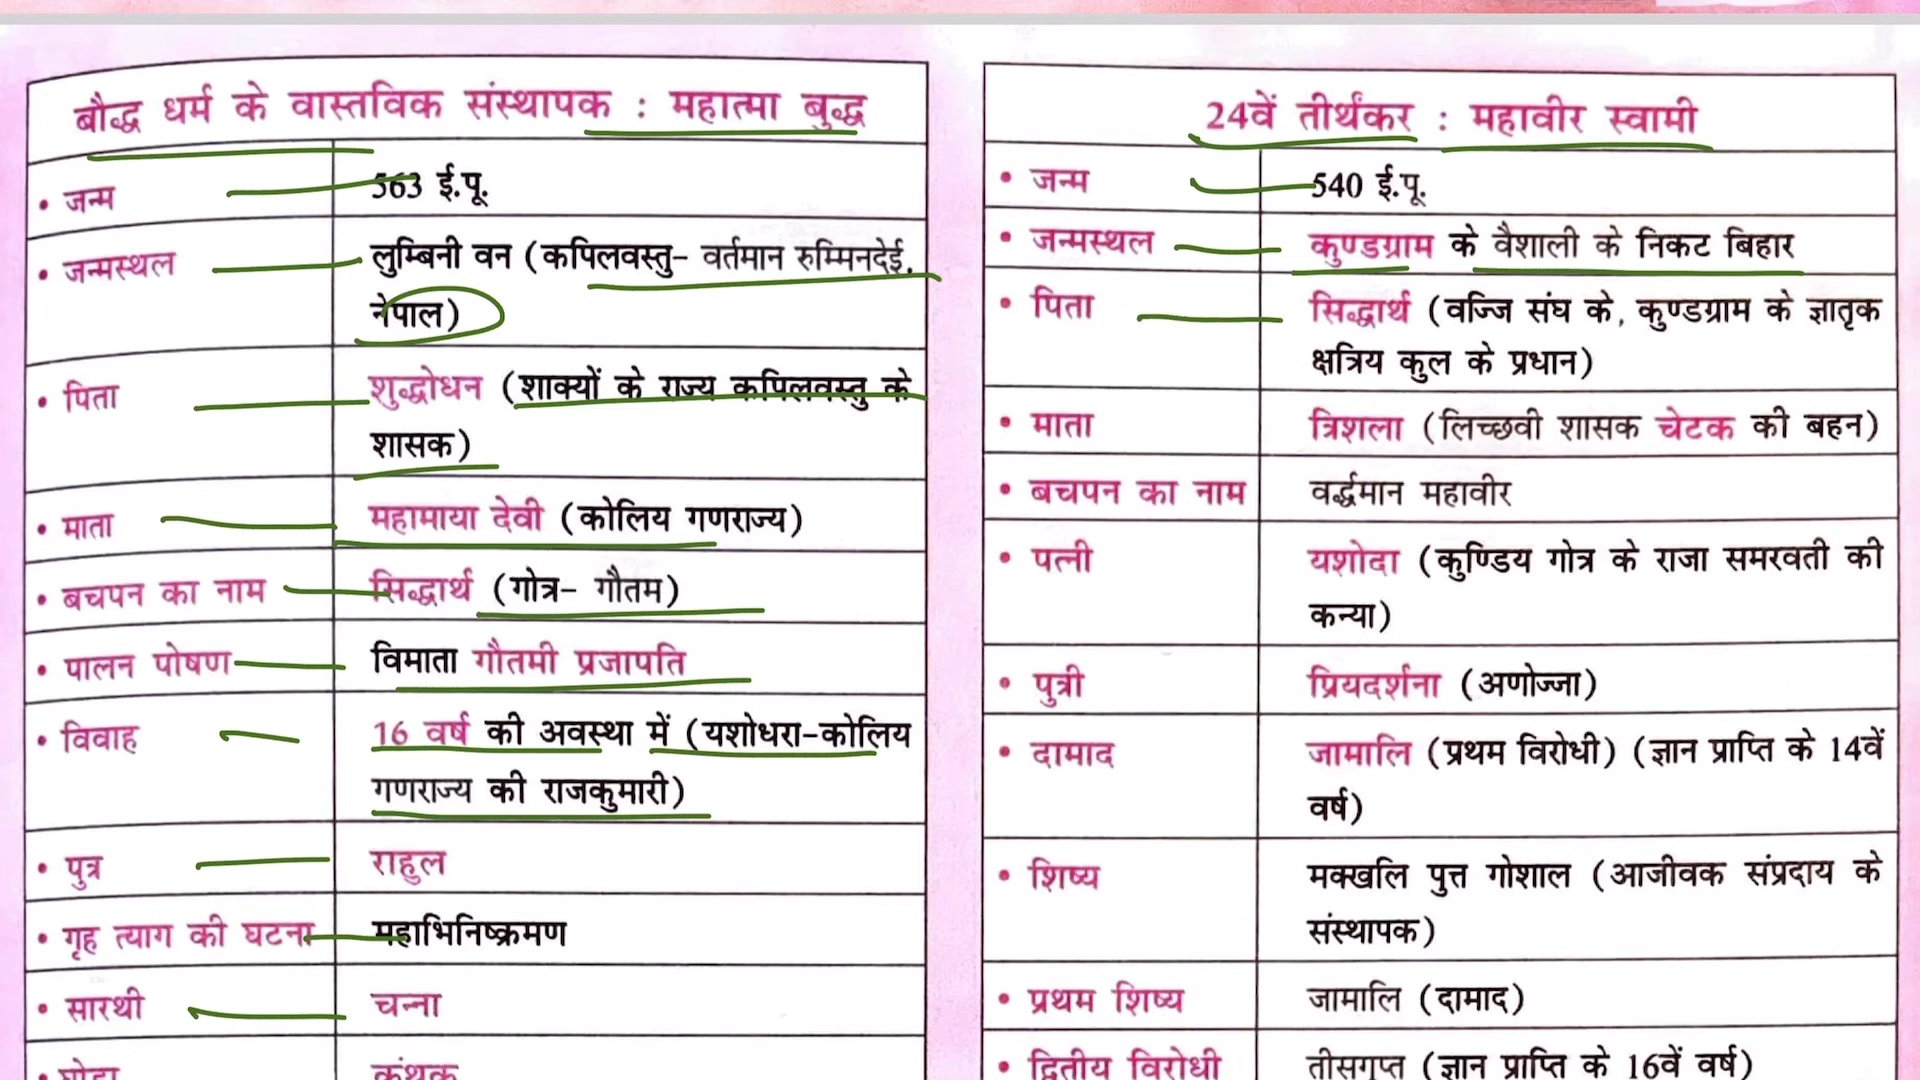 बौद्ध धर्म के वास्तविक संस्थापक : महात्मा बुद्ध
• जन्म 563 ई.पू.
• जन्मस्थल लुम्बिनी वन (कपिलवस्तु- वर्तमान रुम्मिनदेई,
नेपाल)
• पिता शुद्धोधन (शाक्यों के राज्य कपिलवस्तु के
शासक)
• माता महामाया देवी (कोलिय गणराज्य)
• बचपन का नाम सिद्धार्थ (गोत्र- गौतम)
• पालन पोषण विमाता गौतमी प्रजापति
• विवाह 16 वर्ष की अवस्था में (यशोधरा-कोलिय
गणराज्य की राजकुमारी)
• पुत्र राहुल
• गृह त्याग की घटना महाभिनिष्क्रमण
• सारथी चन्ना
• घोड़ा कंथक
24वें तीर्थंकर : महावीर स्वामी
• जन्म 540 ई.पू.
• जन्मस्थल कुण्डग्राम के वैशाली के निकट बिहार
• पिता सिद्धार्थ (वज्जि संघ के, कुण्डग्राम के ज्ञातृक
क्षत्रिय कुल के प्रधान)
• माता त्रिशला (लिच्छवी शासक चेटक की बहन)
• बचपन का नाम वर्द्धमान महावीर
• पत्नी यशोदा (कुण्डिय गोत्र के राजा समरवती की
कन्या)
• पुत्री प्रियदर्शना (अणोज्जा)
• दामाद जामालि (प्रथम विरोधी) (ज्ञान प्राप्ति के 14वें
वर्ष)
• शिष्य मक्खलि पुत्त गोशाल (आजीवक संप्रदाय के
संस्थापक)
• प्रथम शिष्य जामालि (दामाद)
• द्वितीय विरोधी तीसगुप्त (ज्ञान प्राप्ति के 16वें वर्ष)